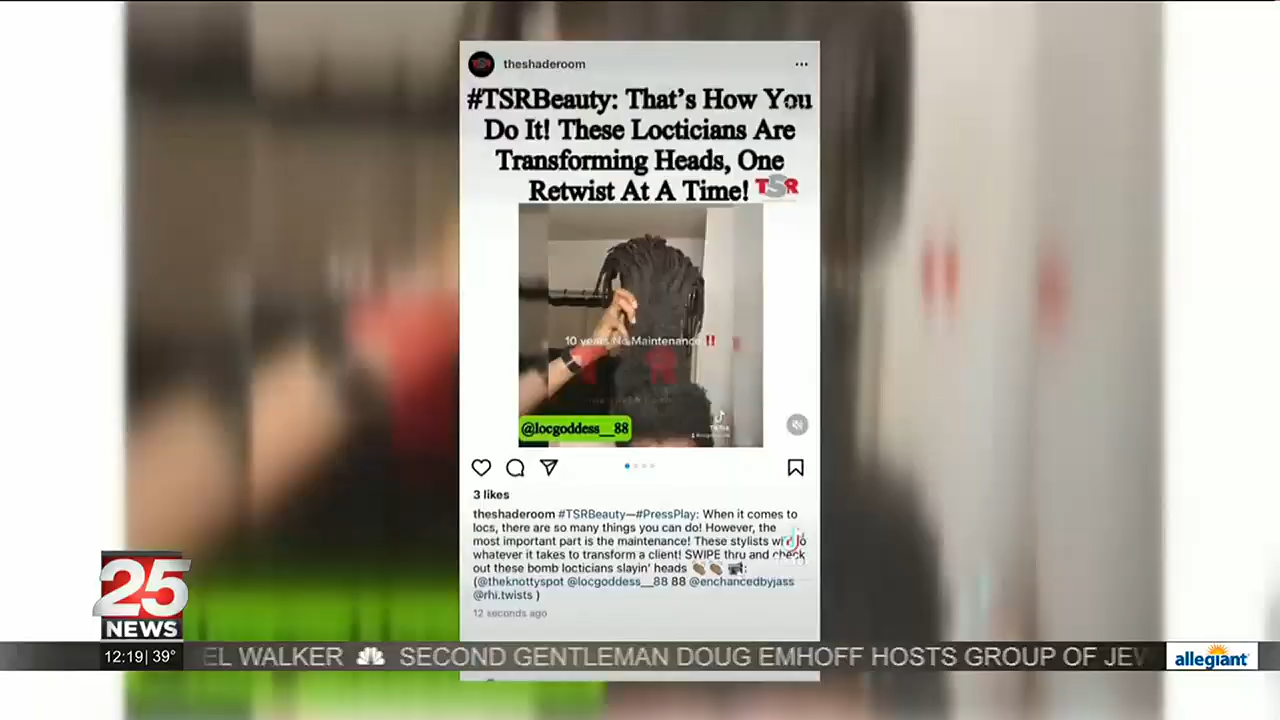 theshaderoom
#TSRBeauty: That's How You
Do It! These Locticians Are
Transforming Heads, One
Retwist At A Time! TSR
10 years No Maintenance ‼️
@locgoddess__88
TikTok
3 likes
theshaderoom #TSRBeauty—#PressPlay: When it comes to
locs, there are so many things you can do! However, the
most important part is the maintenance! These stylists will do
whatever it takes to transform a client! SWIPE thru and check
out these bomb locticians slayin' heads 👏🏽👏🏽 📹:
(@theknottyspot @locgoddess__88 88 @enchancedbyjass
@rhi.twists )
12 seconds ago
25
NEWS
12:19| 39°
EL WALKER SECOND GENTLEMAN DOUG EMHOFF HOSTS GROUP OF JEW
allegiant